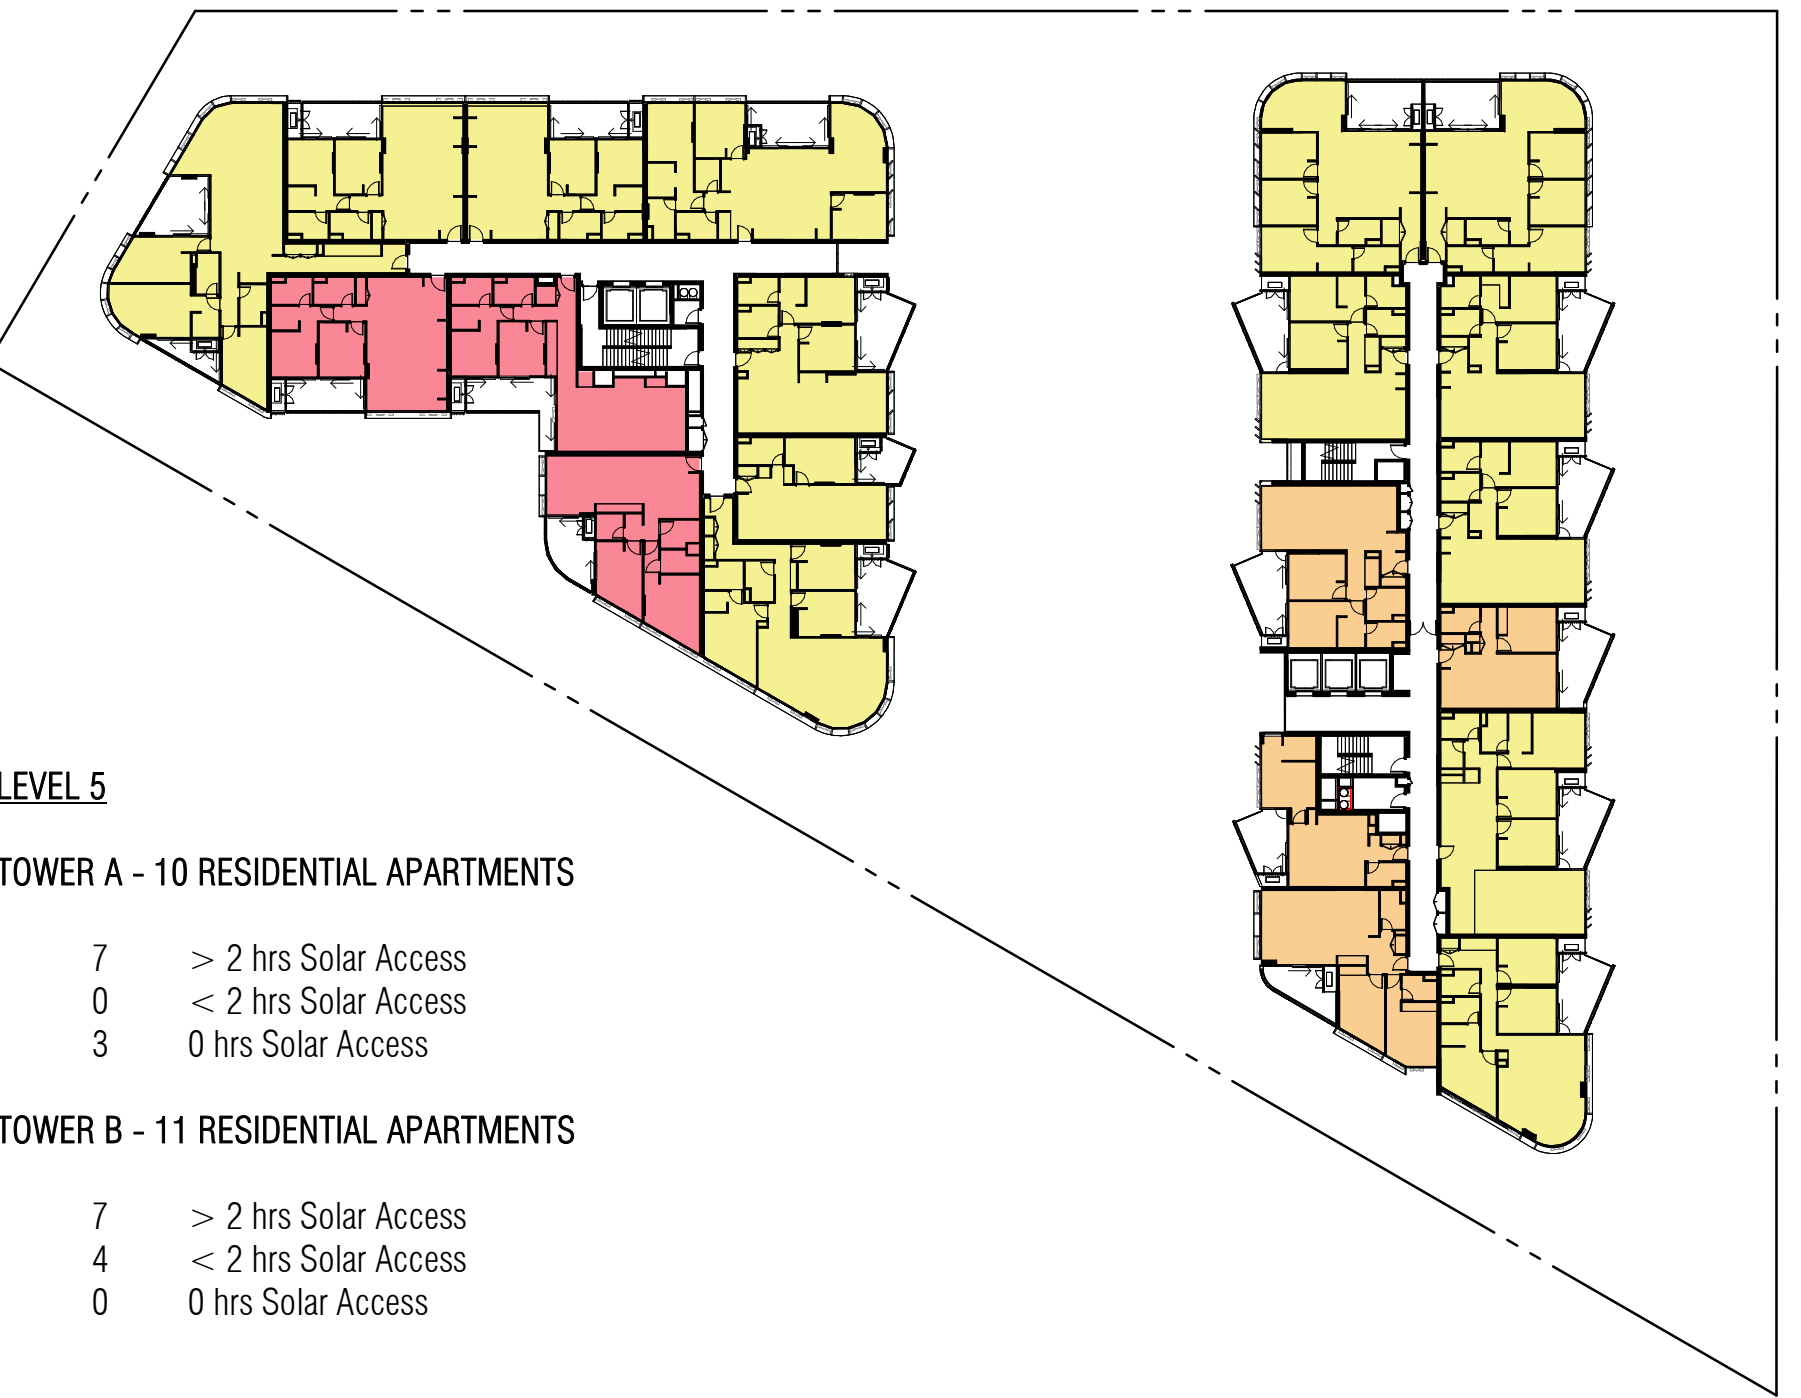 LEVEL 5
TOWER A - 10 RESIDENTIAL APARTMENTS
7 > 2 hrs Solar Access
0 < 2 hrs Solar Access
3 0 hrs Solar Access
TOWER B - 11 RESIDENTIAL APARTMENTS
7 > 2 hrs Solar Access
4 < 2 hrs Solar Access
0 0 hrs Solar Access